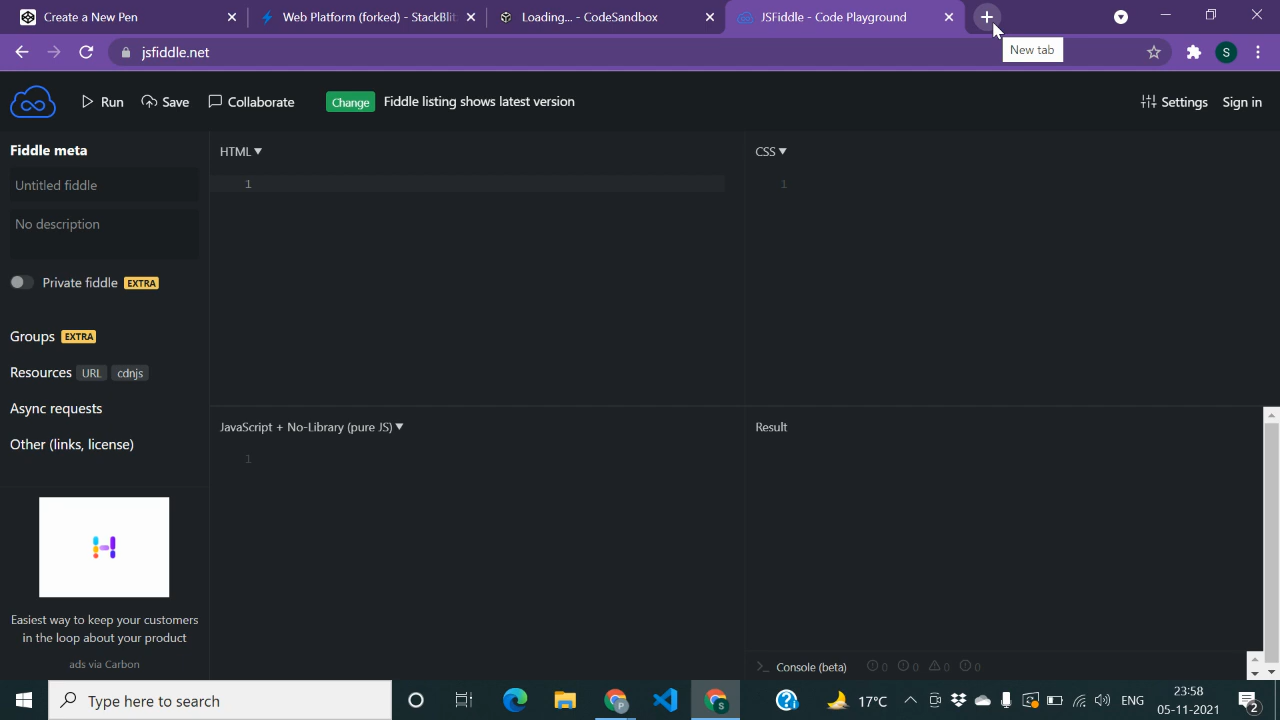 Create a New Pen
Web Platform (forked) - StackBlit
Loading... - CodeSandbox
JSFiddle - Code Playground
New tab
jsfiddle.net
S
Run
Save
Collaborate
Change
Fiddle listing shows latest version
Settings
Sign in
Fiddle meta
Untitled fiddle
No description
Private fiddle EXTRA
Groups EXTRA
Resources URL cdnjs
Async requests
Other (links, license)
Easiest way to keep your customers
in the loop about your product
ads via Carbon
HTML
1
CSS
1
JavaScript + No-Library (pure JS)
1
Result
>_ Console (beta) 0 0 0 0
Type here to search
P
S
17°C
ENG
23:58
05-11-2021
2